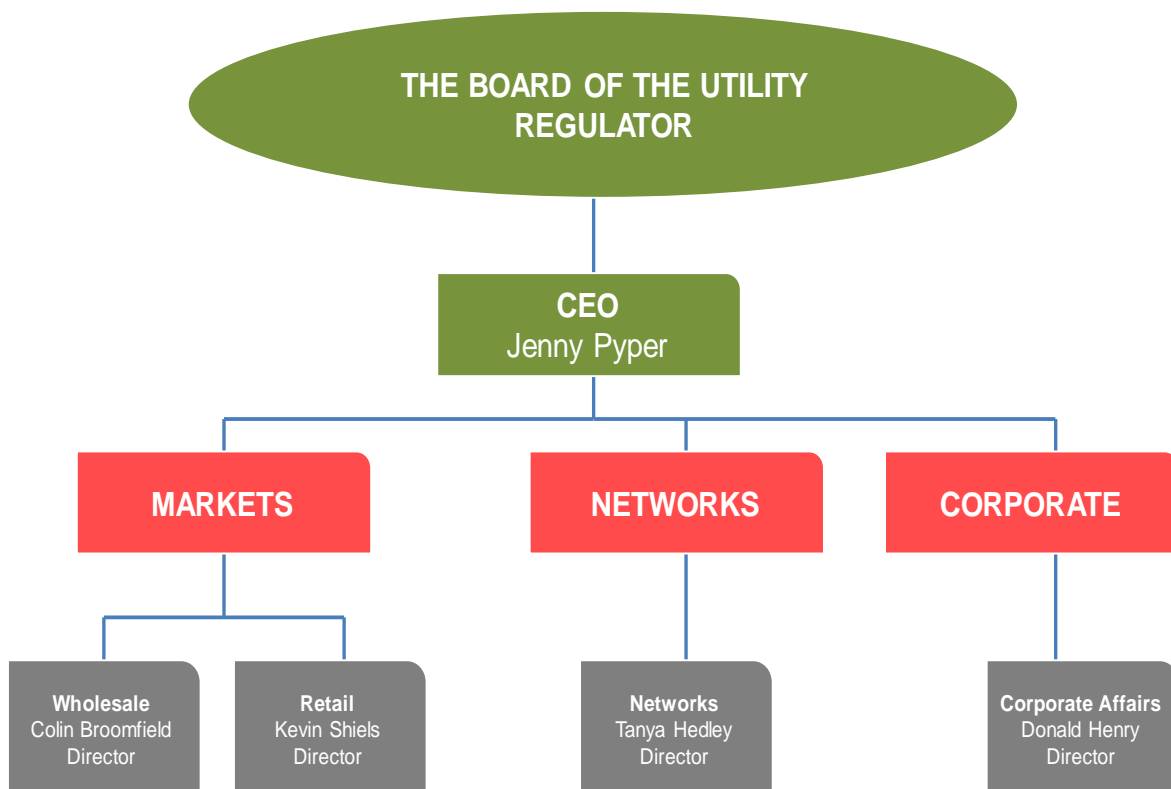 THE BOARD OF THE UTILITY
REGULATOR
CEO
Jenny Pyper
MARKETS
NETWORKS
CORPORATE
Wholesale
Colin Broomfield
Director
Retail
Kevin Shiels
Director
Networks
Tanya Hedley
Director
Corporate Affairs
Donald Henry
Director